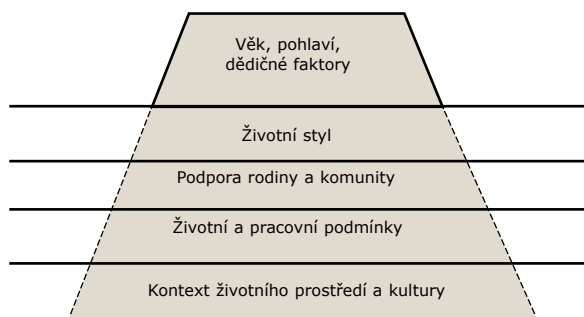 Věk, pohlaví,
dědičné faktory
Životní styl
Podpora rodiny a komunity
Životní a pracovní podmínky
Kontext životního prostředí a kultury